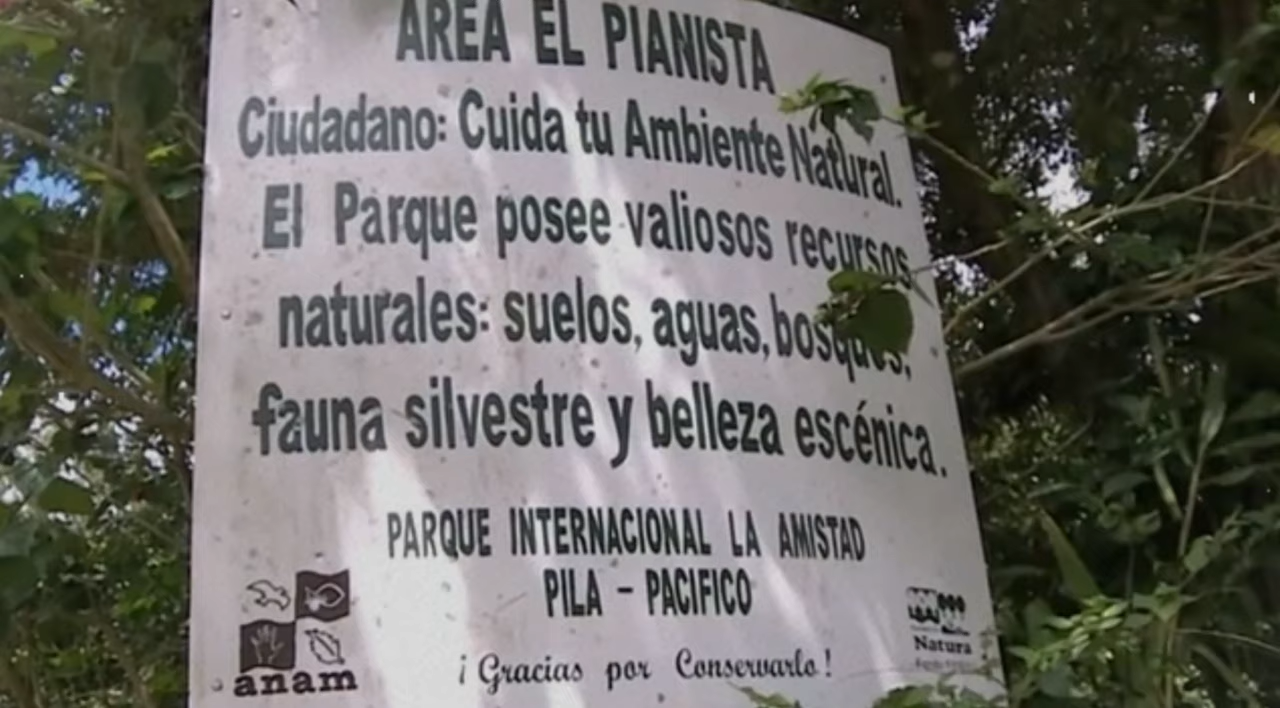 AREA EL PIANISTA
Ciudadano: Cuida tu Ambiente Natural.
El Parque posee valiosos recursos
naturales: suelos, aguas, bosques,
fauna silvestre y belleza escénica.
PARQUE INTERNACIONAL LA AMISTAD
PILA - PACIFICO
¡Gracias por Conservarlo!
anam
Natura